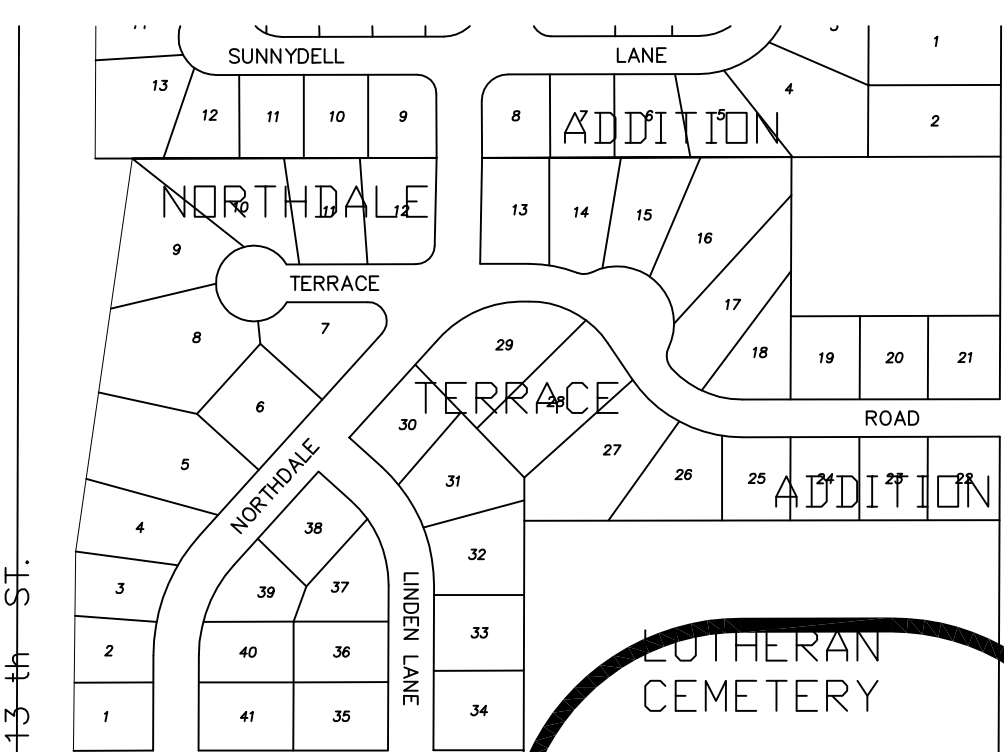 1
SUNNYDELL LANE
13 4
12 11 10 9 8 7 6 5 2
ADDITION
NORTHDALE
10 11 12 13 14 15
16
9
TERRACE
17
8 7 29 18 19 20 21
TERRACE
28
6 30 ROAD
27
5 31 26 25 24 23 22
ADDITION
NORTHDALE
4 38 32
3 39 37
LINDEN LANE
2 40 36 33
LUTHERAN
CEMETERY
1 41 35 34
13 th ST.